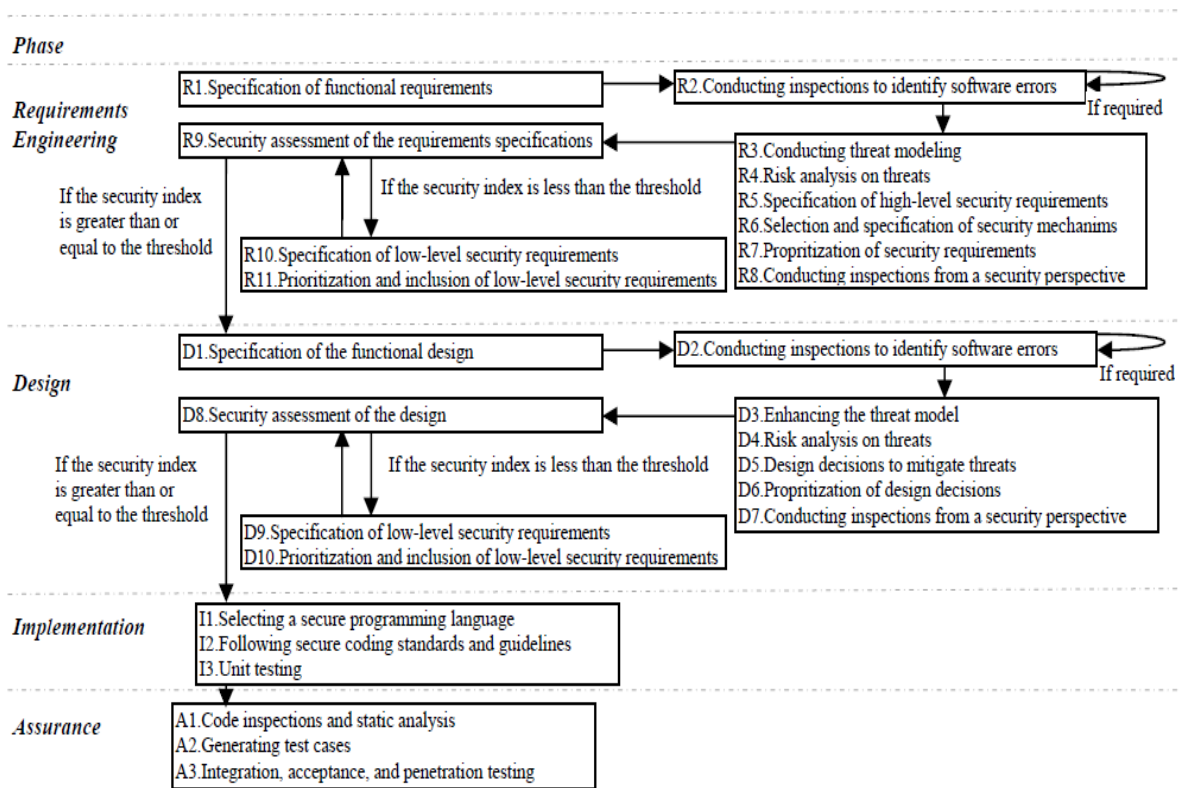 Phase
Requirements
Engineering
R1.Specification of functional requirements
R2.Conducting inspections to identify software errors
If required
R9.Security assessment of the requirements specifications
R3.Conducting threat modeling
R4.Risk analysis on threats
R5.Specification of high-level security requirements
R6.Selection and specification of security mechanims
R7.Propritization of security requirements
R8.Conducting inspections from a security perspective
If the security index
is greater than or
equal to the threshold
If the security index is less than the threshold
R10.Specification of low-level security requirements
R11.Prioritization and inclusion of low-level security requirements
Design
D1.Specification of the functional design
D2.Conducting inspections to identify software errors
If required
D8.Security assessment of the design
D3.Enhancing the threat model
D4.Risk analysis on threats
D5.Design decisions to mitigate threats
D6.Propritization of design decisions
D7.Conducting inspections from a security perspective
If the security index
is greater than or
equal to the threshold
If the security index is less than the threshold
D9.Specification of low-level security requirements
D10.Prioritization and inclusion of low-level security requirements
Implementation
I1.Selecting a secure programming language
I2.Following secure coding standards and guidelines
I3.Unit testing
Assurance
A1.Code inspections and static analysis
A2.Generating test cases
A3.Integration, acceptance, and penetration testing